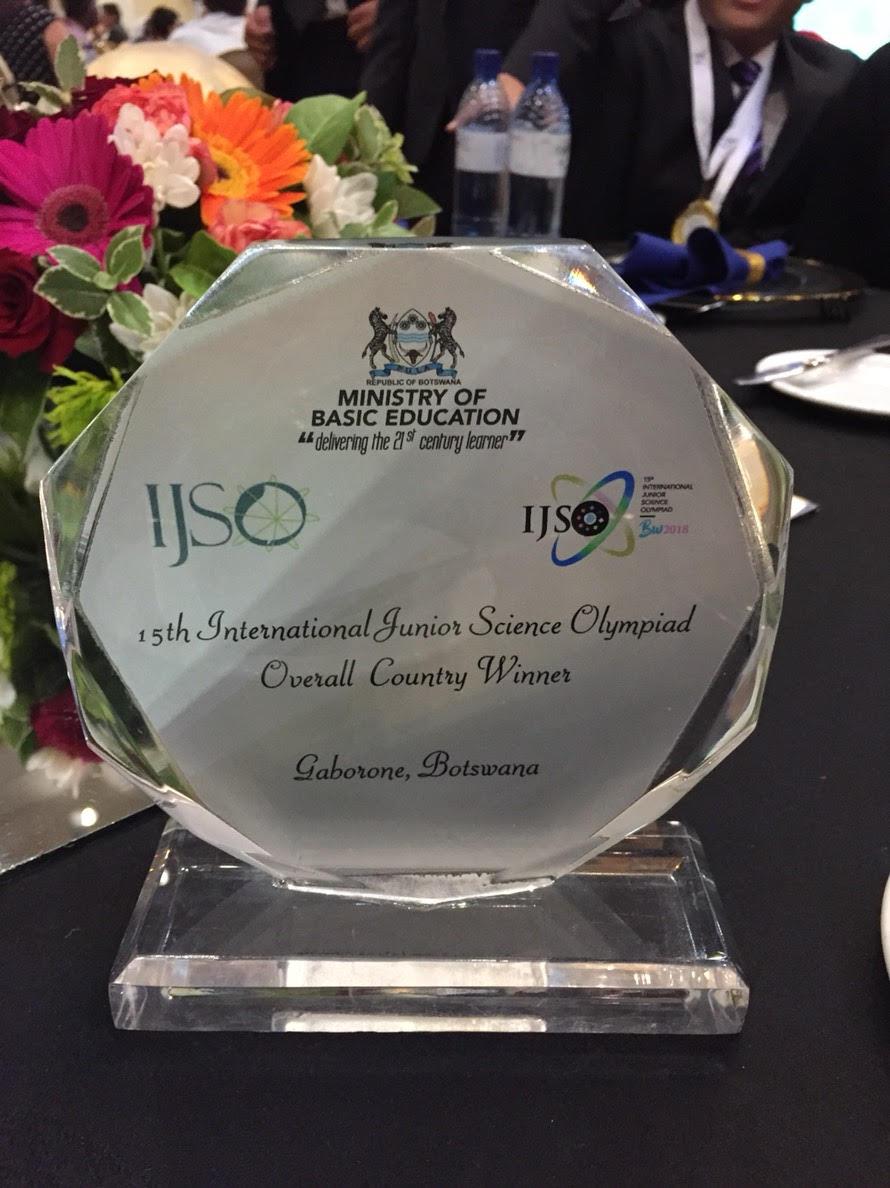 REPUBLIC OF BOTSWANA
MINISTRY OF
BASIC EDUCATION
“delivering the 21st century learner”
IJSO
IJSO
15th
INTERNATIONAL
JUNIOR
SCIENCE
OLYMPIAD
BW2018
15th International Junior Science Olympiad
Overall Country Winner
Gaborone, Botswana